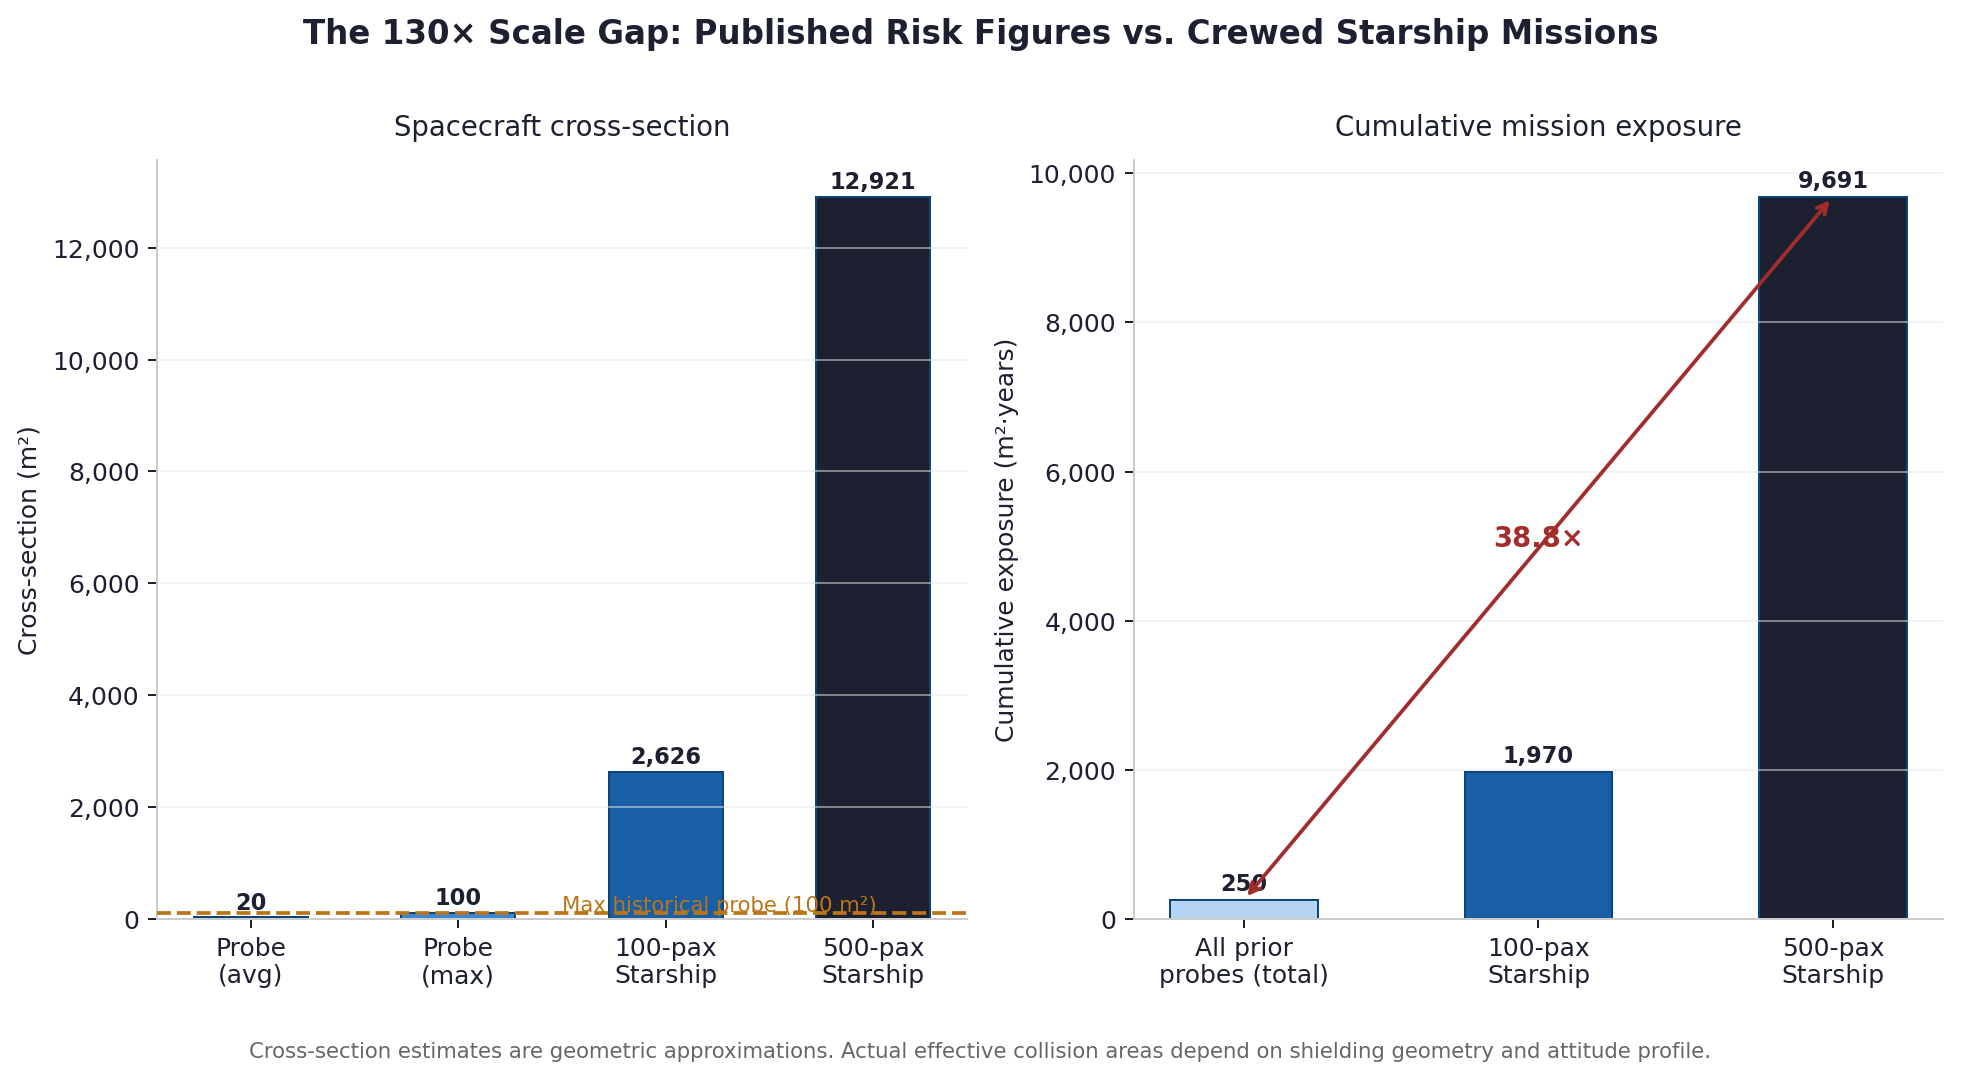 The 130× Scale Gap: Published Risk Figures vs. Crewed Starship Missions
Spacecraft cross-section
Cross-section (m²)
12,000
10,000
8,000
6,000
4,000
2,000
0
20
100
2,626
12,921
Max historical probe (100 m²)
Probe
(avg)
Probe
(max)
100-pax
Starship
500-pax
Starship
Cumulative mission exposure
Cumulative exposure (m²·years)
10,000
8,000
6,000
4,000
2,000
0
250
1,970
9,691
38.8×
All prior
probes (total)
100-pax
Starship
500-pax
Starship
Cross-section estimates are geometric approximations. Actual effective collision areas depend on shielding geometry and attitude profile.